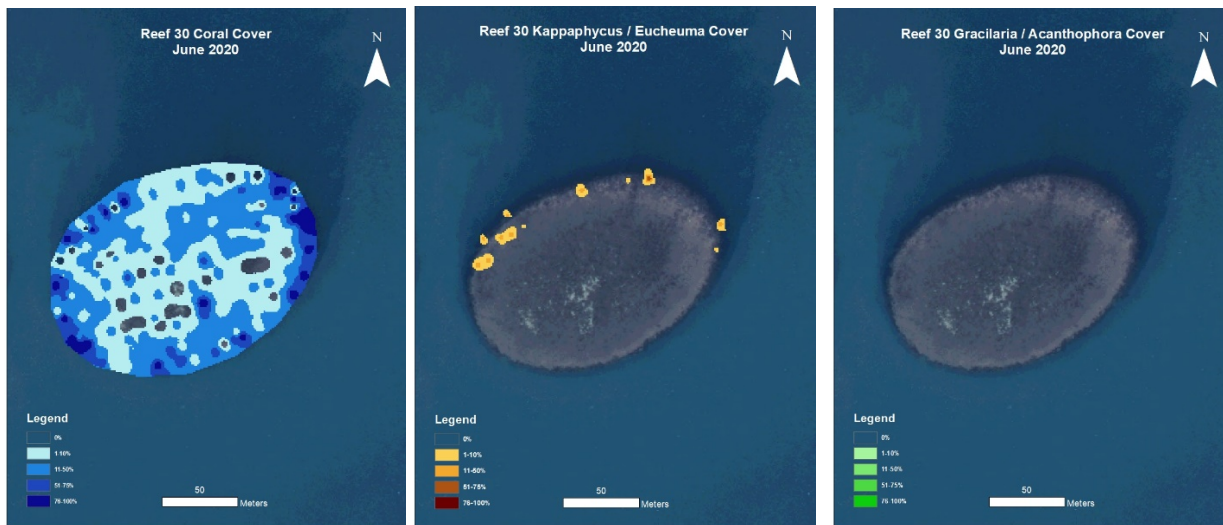 Reef 30 Coral Cover
June 2020
N
Legend
0%
1-10%
11-50%
51-75%
76-100%
50
Meters
Reef 30 Kappaphycus / Eucheuma Cover
June 2020
N
Legend
0%
1-10%
11-50%
51-75%
76-100%
50
Meters
Reef 30 Gracilaria / Acanthophora Cover
June 2020
N
Legend
0%
1-10%
11-50%
51-75%
76-100%
50
Meters